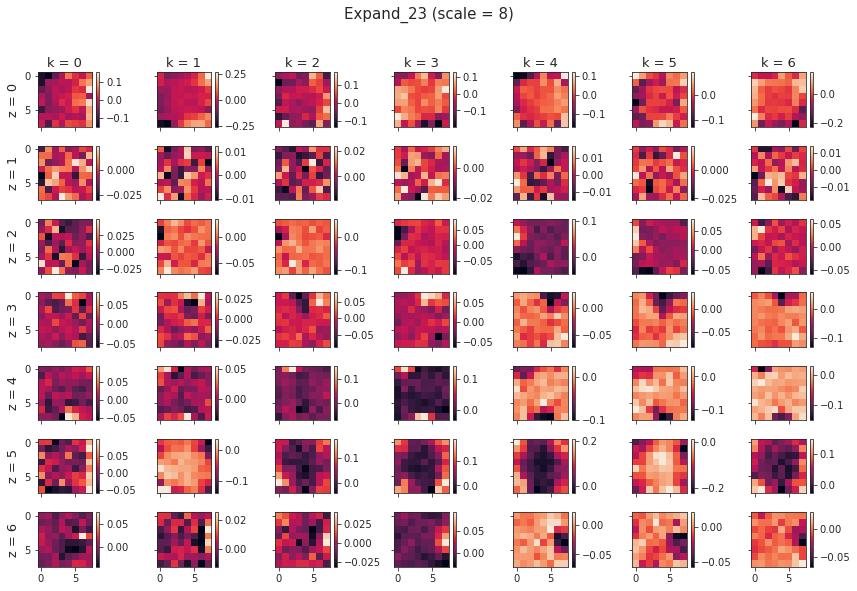 Expand_23 (scale = 8)
k = 0 k = 1 k = 2 k = 3 k = 4 k = 5 k = 6
z = 0 0 5 0.1 0.0 −0.1 0.25 0.00 −0.25 0.1 0.0 −0.1 0.1 0.0 −0.1 0.1 0.0 −0.1 0.0 −0.1 0.0 −0.2
z = 1 0 5 0.000 −0.025 0.01 0.00 −0.01 0.02 0.00 0.00 −0.02 0.01 0.00 −0.01 0.000 −0.025 0.01 0.00 −0.01
z = 2 0 5 0.025 0.000 −0.025 0.00 −0.05 0.0 −0.1 0.05 0.00 −0.05 0.1 0.0 0.05 0.00 −0.05 0.05 0.00 −0.05
z = 3 0 5 0.05 0.00 −0.05 0.025 0.000 −0.025 0.05 0.00 −0.05 0.05 0.00 −0.05 0.00 −0.05 0.00 −0.05 0.0 −0.1
z = 4 0 5 0.05 0.00 −0.05 0.05 0.00 0.1 0.0 0.1 0.0 0.0 −0.1 0.0 −0.1 0.0 −0.1
z = 5 0 5 0.05 0.00 −0.05 0.0 −0.1 0.1 0.0 0.1 0.0 0.2 0.0 0.0 −0.2 0.1 0.0
z = 6 0 5 0.05 0.00 0.02 0.00 0.025 0.000 −0.025 0.05 0.00 0.00 −0.05 0.00 −0.05 0.00 −0.05
0 5 0 5 0 5 0 5 0 5 0 5 0 5